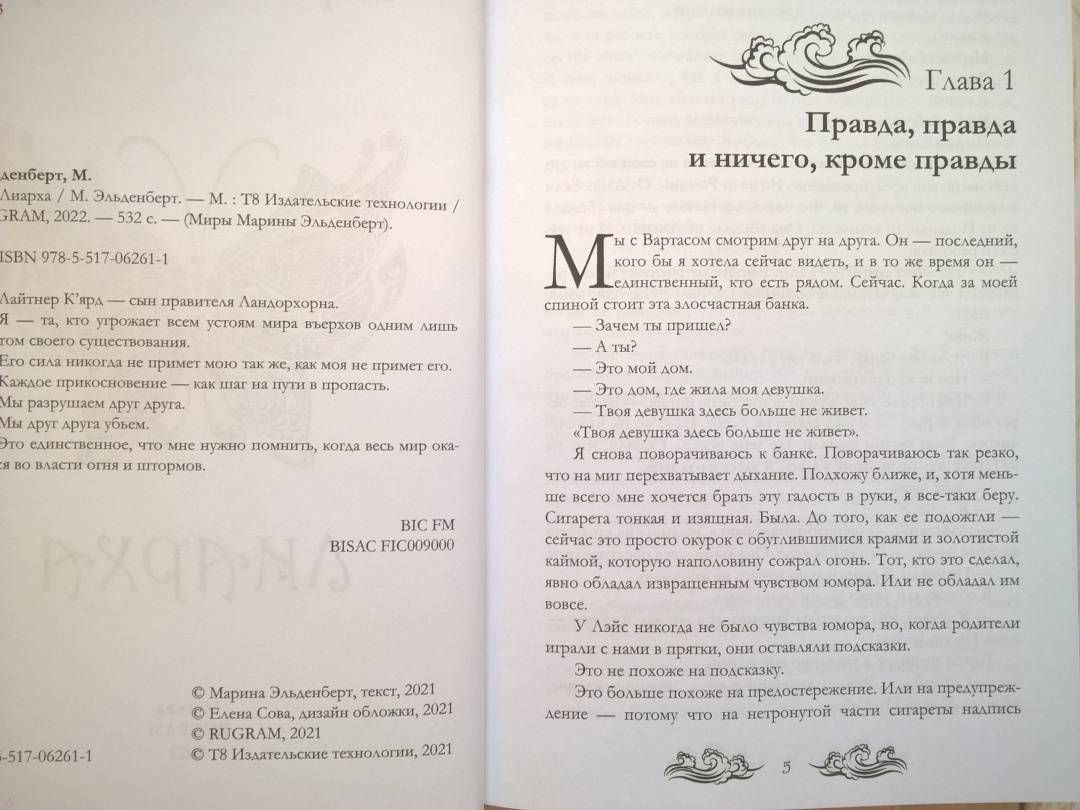 денберт, М.
Лиарха / М. Эльденберт. — М. : Т8 Издательские технологии /
GRAM, 2022. — 532 с. — (Миры Марины Эльденберт).
ISBN 978-5-517-06261-1
Лайтнер К’ярд — сын правителя Ландорхорна.
Я — та, кто угрожает всем устоям мира въерхов одним лишь
том своего существования.
Его сила никогда не примет мою так же, как моя не примет его.
Каждое прикосновение — как шаг на пути в пропасть.
Мы разрушаем друг друга.
Мы друг друга убьем.
Это единственное, что мне нужно помнить, когда весь мир ока-
ся во власти огня и штормов.
BIC FM
BISAC FIC009000
© Марина Эльденберт, текст, 2021
© Елена Сова, дизайн обложки, 2021
© RUGRAM, 2021
© Т8 Издательские технологии, 2021
5-517-06261-1
Глава 1
Правда, правда
и ничего, кроме правды
Мы с Вартасом смотрим друг на друга. Он — последний,
кого бы я хотела сейчас видеть, и в то же время он —
единственный, кто есть рядом. Сейчас. Когда за моей
спиной стоит эта злосчастная банка.
— Зачем ты пришел?
— А ты?
— Это мой дом.
— Это дом, где жила моя девушка.
— Твоя девушка здесь больше не живет.
«Твоя девушка здесь больше не живет».
Я снова поворачиваюсь к банке. Поворачиваюсь так резко,
что на миг перехватывает дыхание. Подхожу ближе, и, хотя мень-
ше всего мне хочется брать эту гадость в руки, я все-таки беру.
Сигарета тонкая и изящная. Была. До того, как ее подожгли —
сейчас это просто окурок с обуглившимися краями и золотистой
каймой, которую наполовину сожрал огонь. Тот, кто это сделал,
явно обладал извращенным чувством юмора. Или не обладал им
вовсе.
У Лэйс никогда не было чувства юмора, но, когда родители
играли с нами в прятки, они оставляли подсказки.
Это не похоже на подсказку.
Это больше похоже на предостережение. Или на предупреж-
дение — потому что на нетронутой части сигареты надпись
5